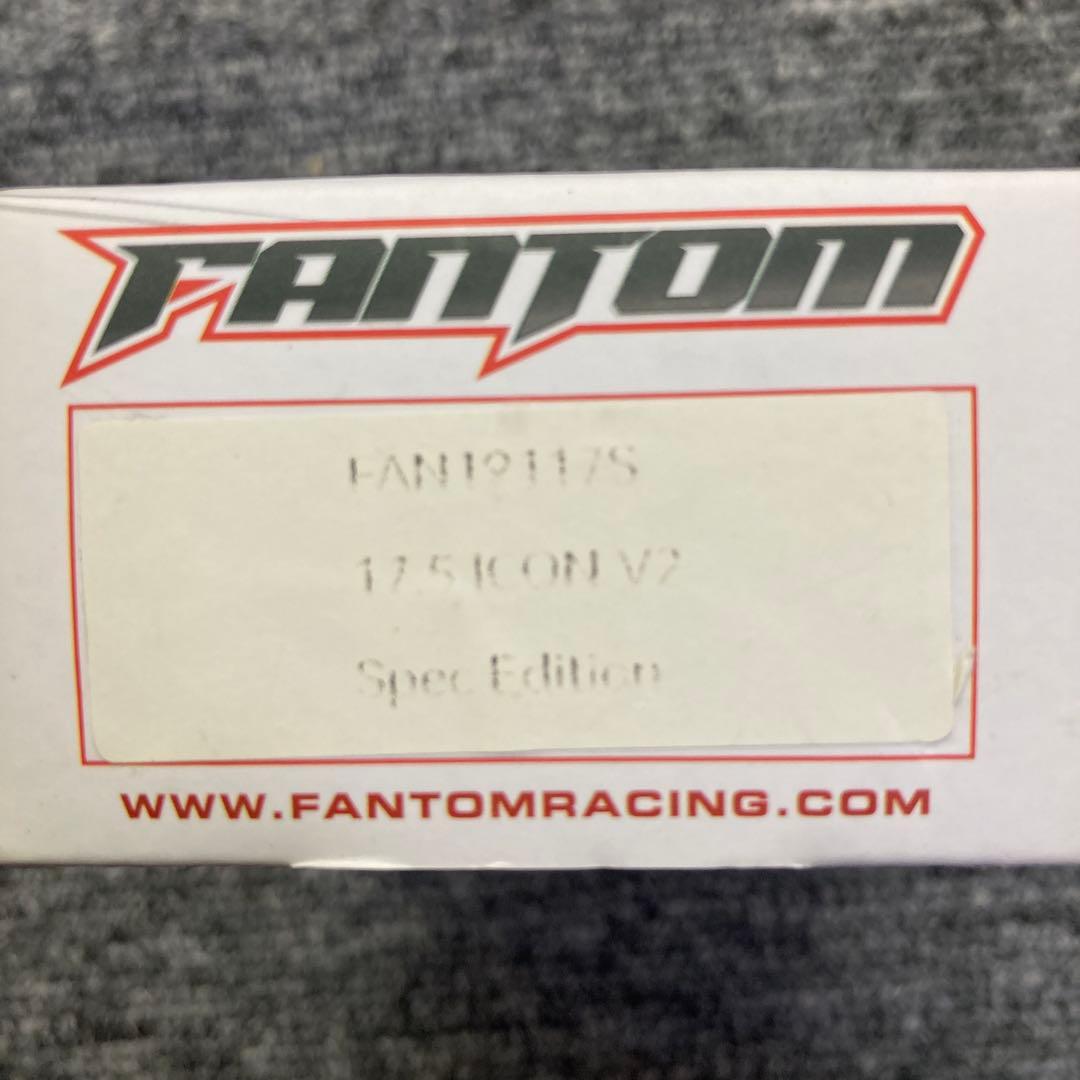 FANTOM
FAN19117S
17.5 ICON V2
Spec Edition
WWW.FANTOMRACING.COM